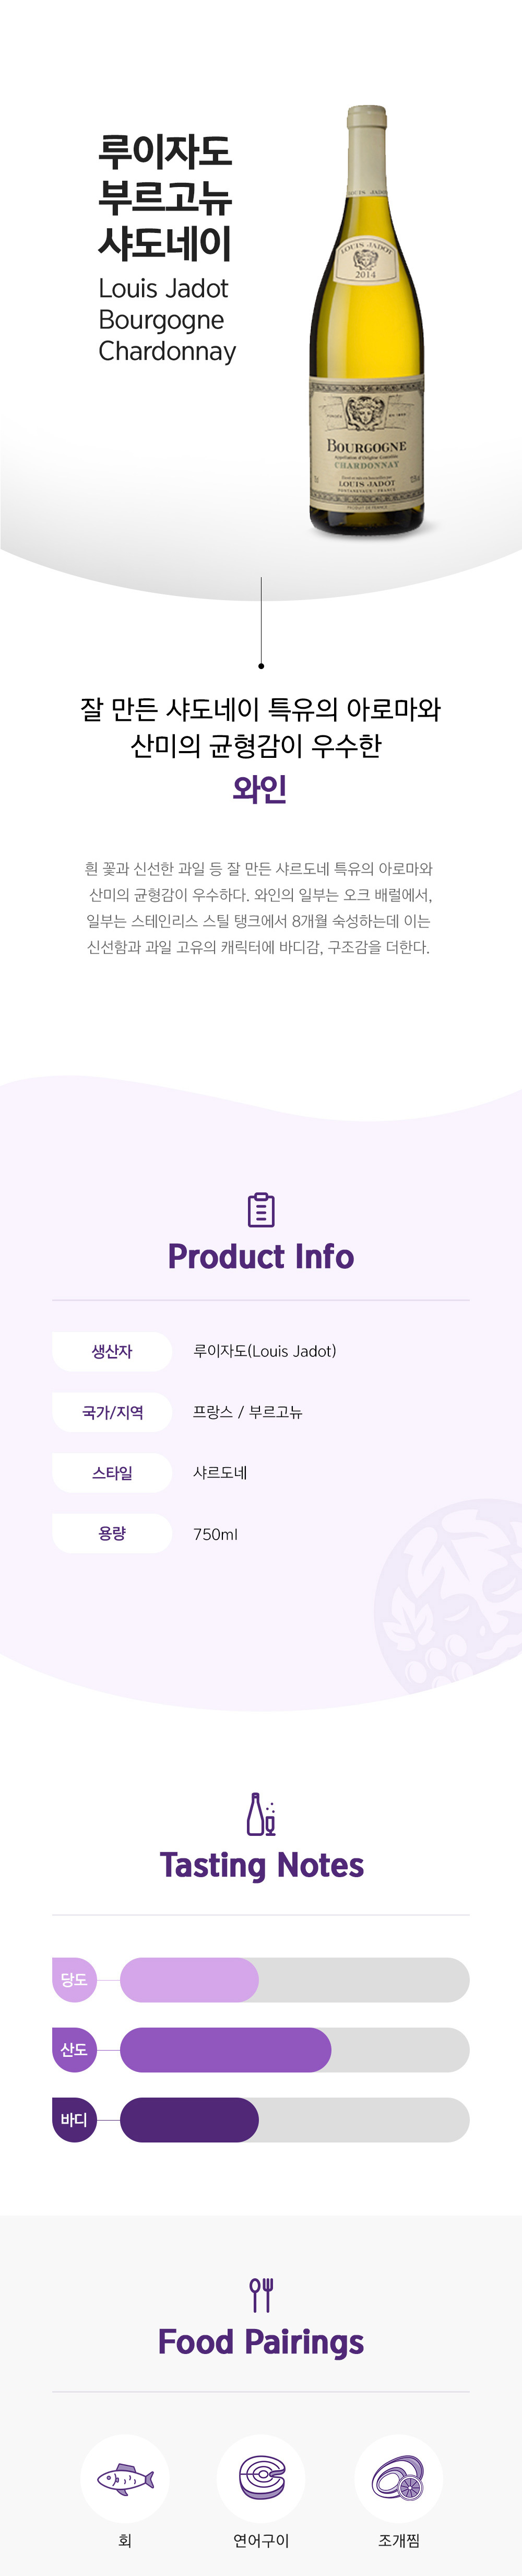 루이자도
부르고뉴
샤도네이
Louis Jadot
Bourgogne
Chardonnay
LOUIS JADOT
2014
BOURGOGNE
CHARDONNAY
LOUIS JADOT
잘 만든 샤도네이 특유의 아로마와
산미의 균형감이 우수한
와인
흰 꽃과 신선한 과일 등 잘 만든 샤르도네 특유의 아로마와
산미의 균형감이 우수하다. 와인의 일부는 오크 배럴에서,
일부는 스테인리스 스틸 탱크에서 8개월 숙성하는데 이는
신선함과 과일 고유의 캐릭터에 바디감, 구조감을 더한다.
Product Info
생산자 루이자도(Louis Jadot)
국가/지역 프랑스 / 부르고뉴
스타일 샤르도네
용량 750ml
Tasting Notes
당도
산도
바디
Food Pairings
회 연어구이 조개찜